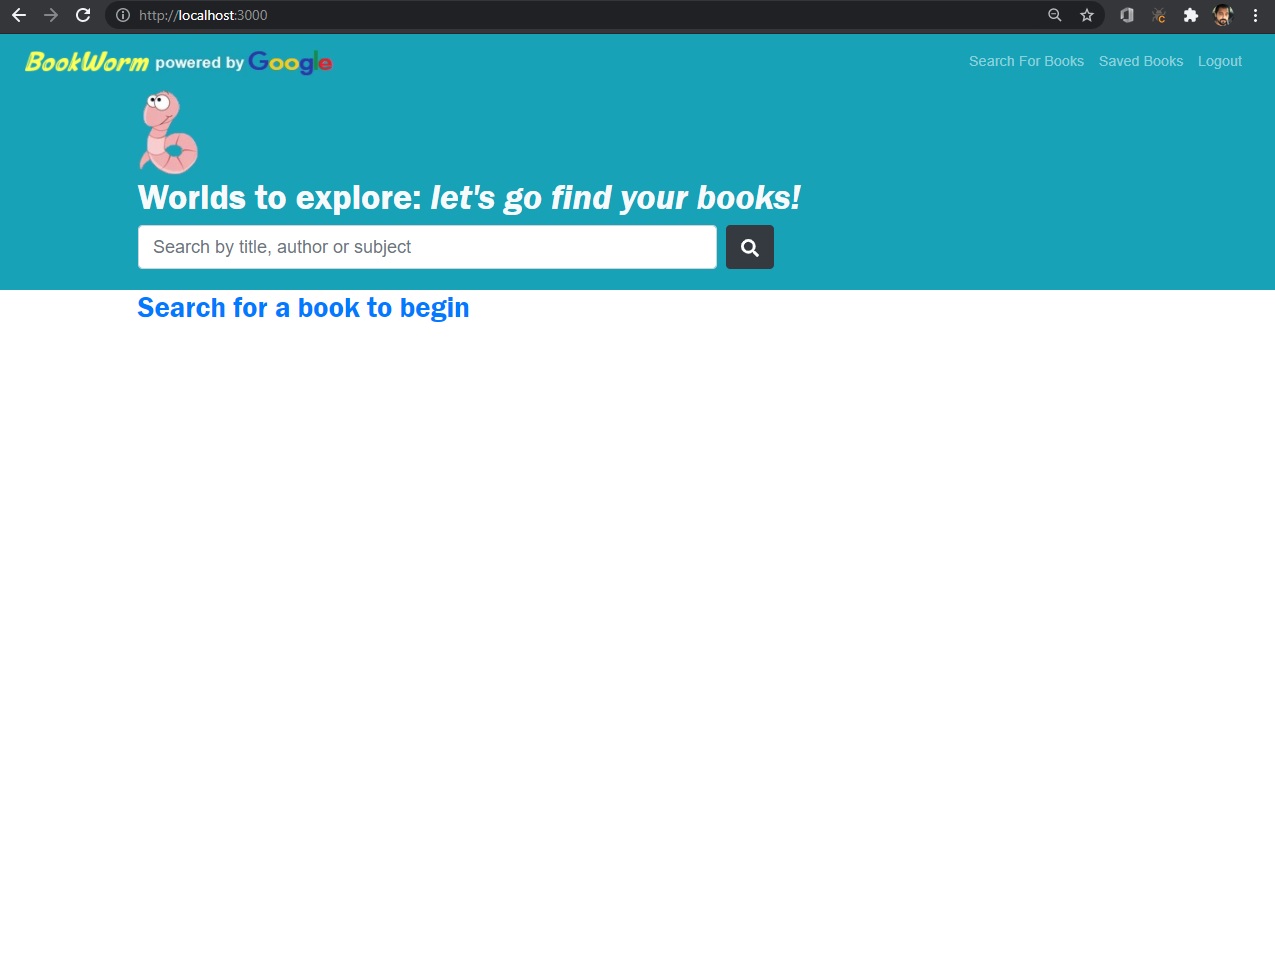 http://localhost:3000
BookWorm powered by Google
Search For Books Saved Books Logout
Worlds to explore: let's go find your books!
Search by title, author or subject
Search for a book to begin